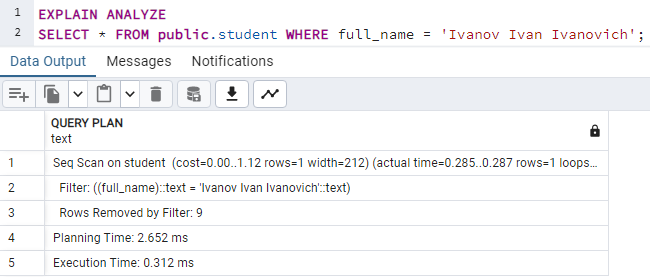 1 EXPLAIN ANALYZE
2 SELECT * FROM public.student WHERE full_name = 'Ivanov Ivan Ivanovich';
Data Output Messages Notifications
QUERY PLAN
text
1 Seq Scan on student (cost=0.00..1.12 rows=1 width=212) (actual time=0.285..0.287 rows=1 loops...
2 Filter: ((full_name)::text = 'Ivanov Ivan Ivanovich'::text)
3 Rows Removed by Filter: 9
4 Planning Time: 2.652 ms
5 Execution Time: 0.312 ms